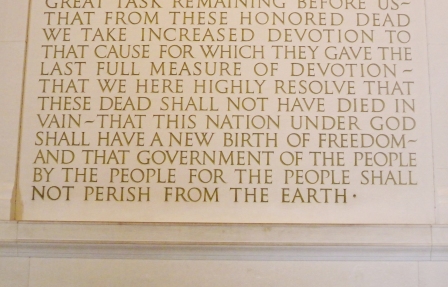 GREAT TASK REMAINING BEFORE US~
THAT FROM THESE HONORED DEAD
WE TAKE INCREASED DEVOTION TO
THAT CAUSE FOR WHICH THEY GAVE THE
LAST FULL MEASURE OF DEVOTION~
THAT WE HERE HIGHLY RESOLVE THAT
THESE DEAD SHALL NOT HAVE DIED IN
VAIN~THAT THIS NATION UNDER GOD
SHALL HAVE A NEW BIRTH OF FREEDOM~
AND THAT GOVERNMENT OF THE PEOPLE
BY THE PEOPLE FOR THE PEOPLE SHALL
NOT PERISH FROM THE EARTH·